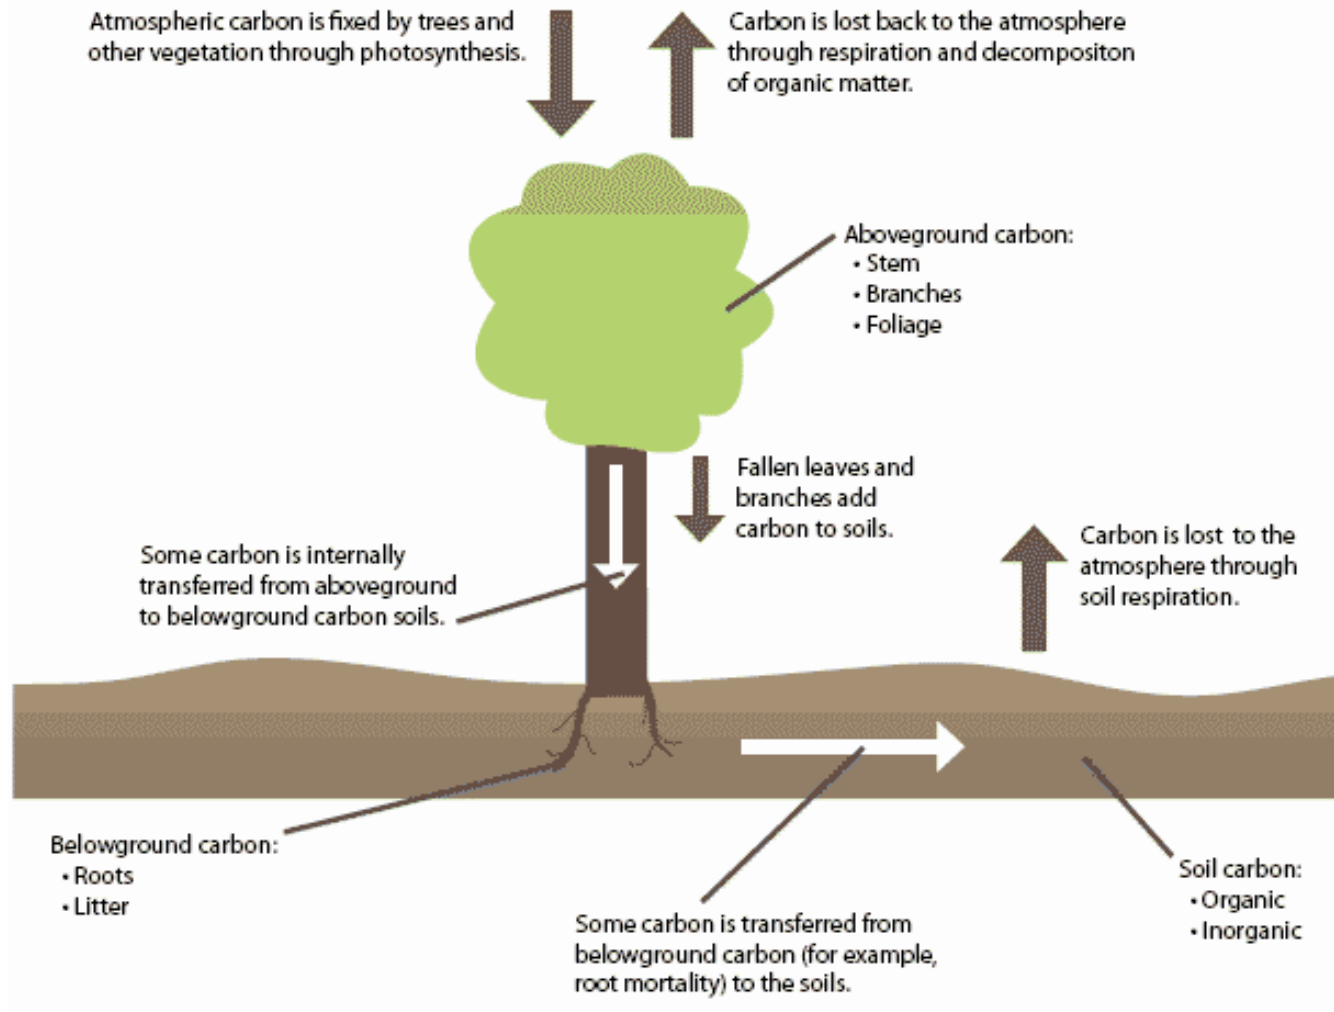 Atmospheric carbon is fixed by trees and
other vegetation through photosynthesis.
Carbon is lost back to the atmosphere
through respiration and decompositon
of organic matter.
Aboveground carbon:
• Stem
• Branches
• Foliage
Fallen leaves and
branches add
carbon to soils.
Carbon is lost to the
atmosphere through
soil respiration.
Some carbon is internally
transferred from aboveground
to belowground carbon soils.
Belowground carbon:
• Roots
• Litter
Some carbon is transferred from
belowground carbon (for example,
root mortality) to the soils.
Soil carbon:
• Organic
• Inorganic